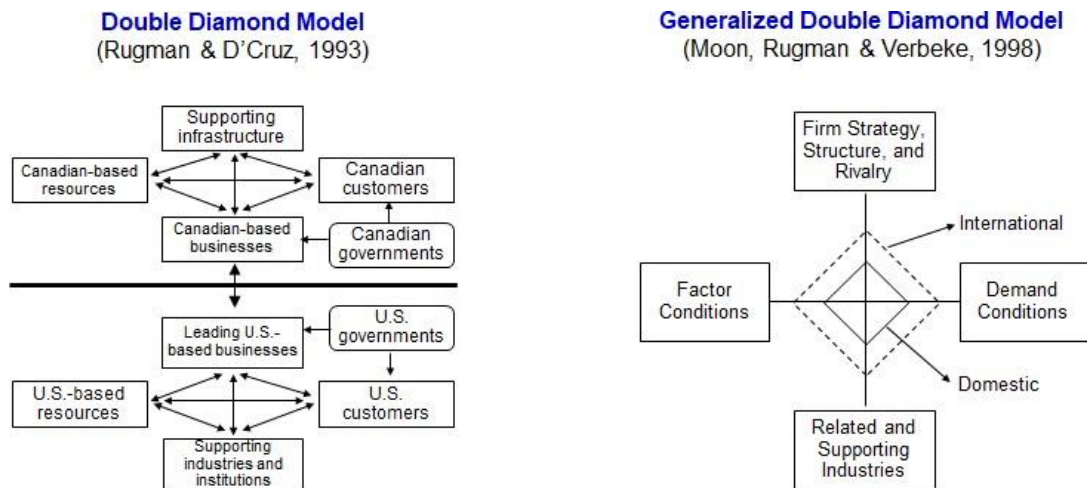 Double Diamond Model
(Rugman & D'Cruz, 1993)
Supporting
infrastructure
Canadian-based
resources
Canadian
customers
Canadian-based
businesses
Canadian
governments
Leading U.S.-
based businesses
U.S.
governments
U.S.-based
resources
U.S.
customers
Supporting
industries and
institutions
Generalized Double Diamond Model
(Moon, Rugman & Verbeke, 1998)
Firm Strategy,
Structure, and
Rivalry
International
Factor
Conditions
Demand
Conditions
Domestic
Related and
Supporting
Industries